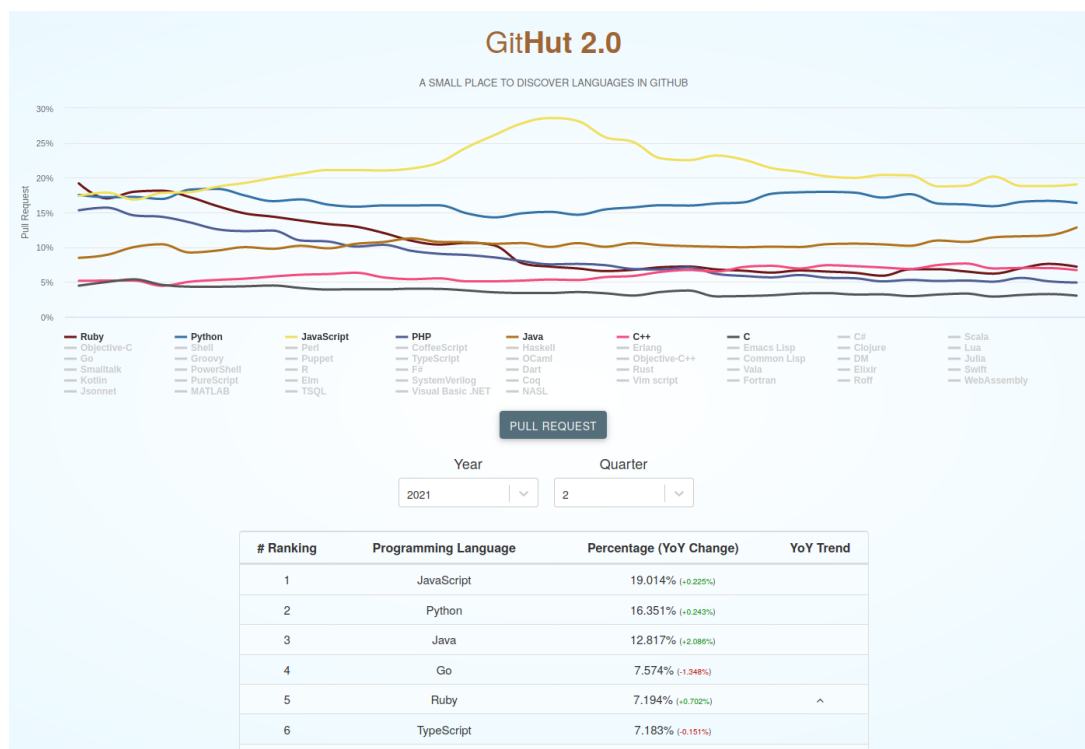 GitHut 2.0
A SMALL PLACE TO DISCOVER LANGUAGES IN GITHUB
30%
25%
20%
15%
10%
5%
0%
Pull Request
Ruby Python JavaScript PHP Java C++ C C# Scala
Objective-C Shell Perl CoffeeScript Haskell Erlang Emacs Lisp Clojure Lua
Go Groovy Puppet TypeScript OCaml Objective-C++ Common Lisp DM Julia
Smalltalk PowerShell R F# Dart Rust Vala Elixir Swift
Kotlin PureScript Elm SystemVerilog Coq Vim script Fortran Roff WebAssembly
Jsonnet MATLAB TSQL Visual Basic .NET NASL
PULL REQUEST
Year Quarter
2021 2
# Ranking Programming Language Percentage (YoY Change) YoY Trend
1 JavaScript 19.014% (+0.225%)
2 Python 16.351% (+0.243%)
3 Java 12.817% (+2.086%)
4 Go 7.574% (-1.348%)
5 Ruby 7.194% (+0.702%)
6 TypeScript 7.183% (-0.151%)